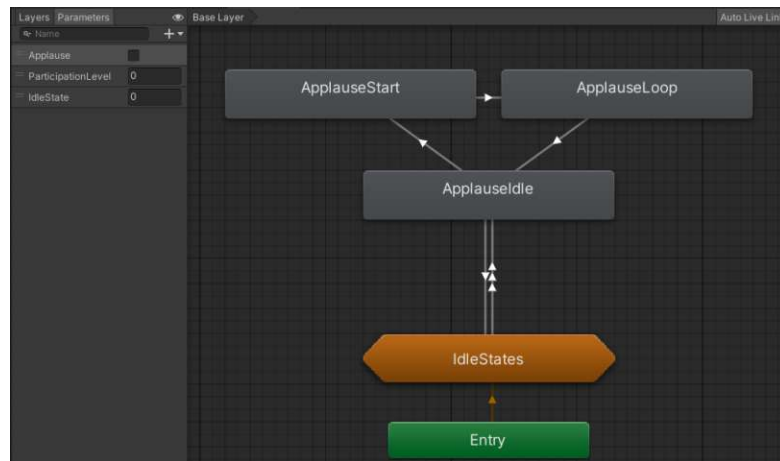 Layers Parameters
Base Layer
Auto Live Lin
Name
Applause
ParticipationLevel 0
IdleState 0
ApplauseStart
ApplauseLoop
ApplauseIdle
IdleStates
Entry